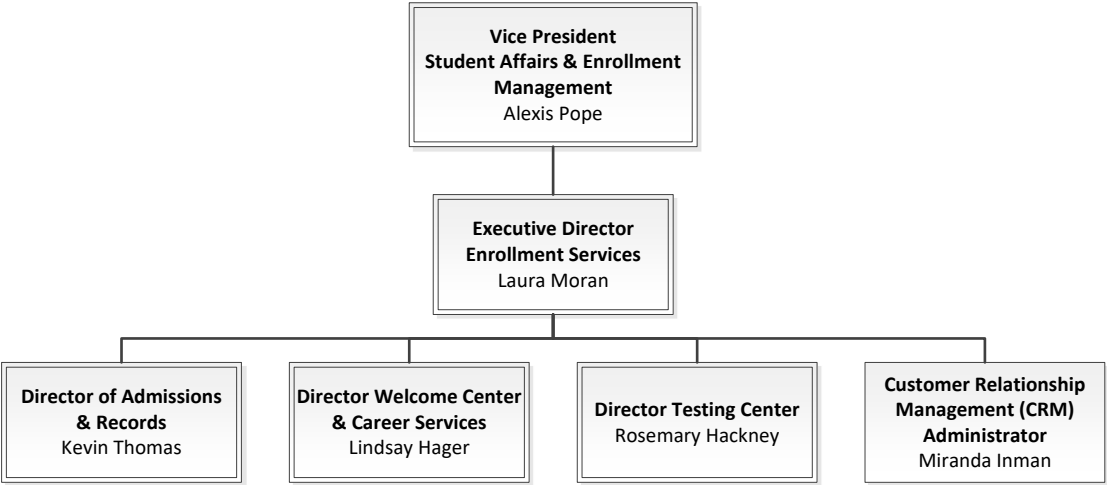 Vice President
Student Affairs & Enrollment
Management
Alexis Pope
Executive Director
Enrollment Services
Laura Moran
Director of Admissions
& Records
Kevin Thomas
Director Welcome Center
& Career Services
Lindsay Hager
Director Testing Center
Rosemary Hackney
Customer Relationship
Management (CRM)
Administrator
Miranda Inman